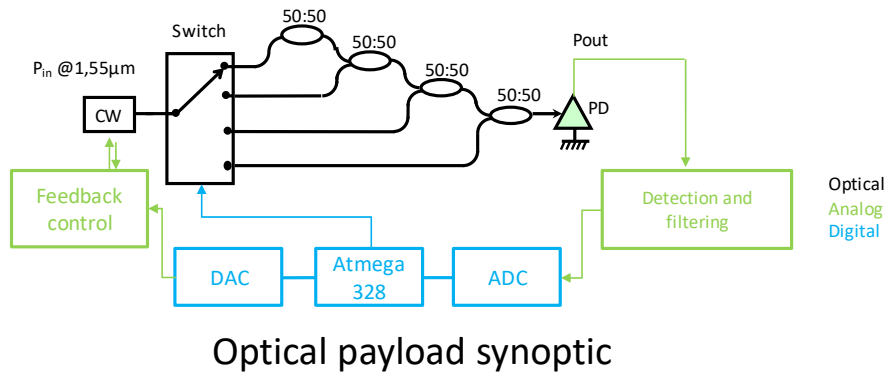 Switch
50:50
50:50
50:50
50:50
Pout
Pin @1,55µm
CW
PD
Feedback
control
Detection and
filtering
Optical
Analog
Digital
DAC
Atmega
328
ADC
Optical payload synoptic